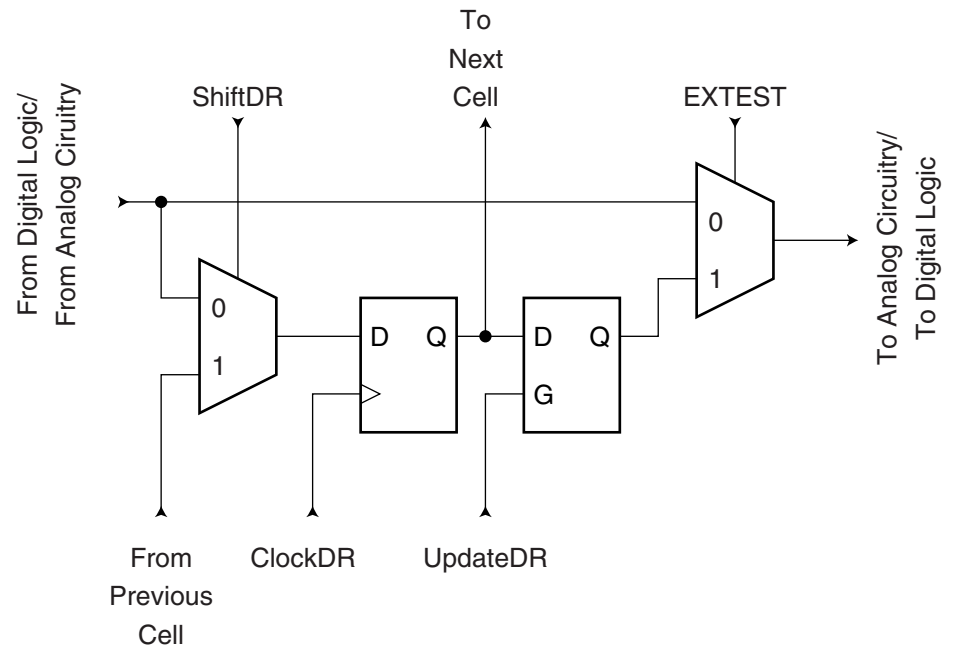 To
Next
Cell
ShiftDR
EXTEST
From Digital Logic/
From Analog Ciruitry
To Analog Circuitry/
To Digital Logic
0
1
0
1
D
Q
D
Q
G
From
Previous
Cell
ClockDR
UpdateDR